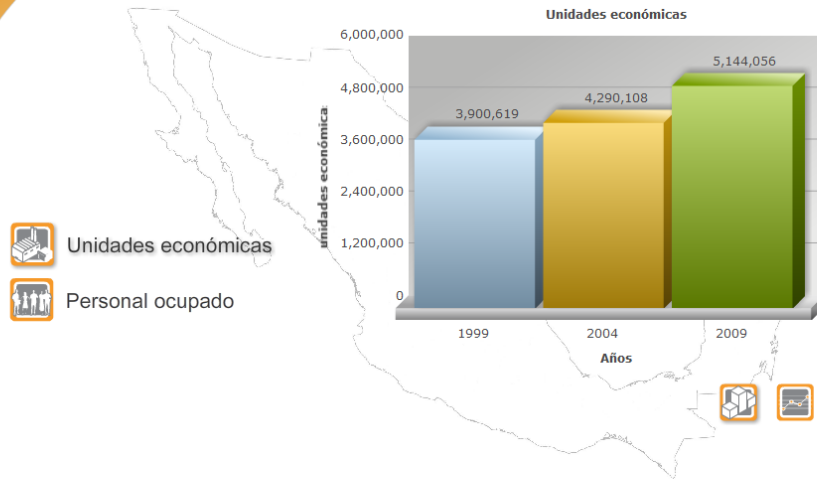 Unidades económicas
6,000,000
5,144,056
4,800,000
4,290,108
3,900,619
3,600,000
2,400,000
1,200,000
0
unidades económica
1999
2004
2009
Años
Unidades económicas
Personal ocupado